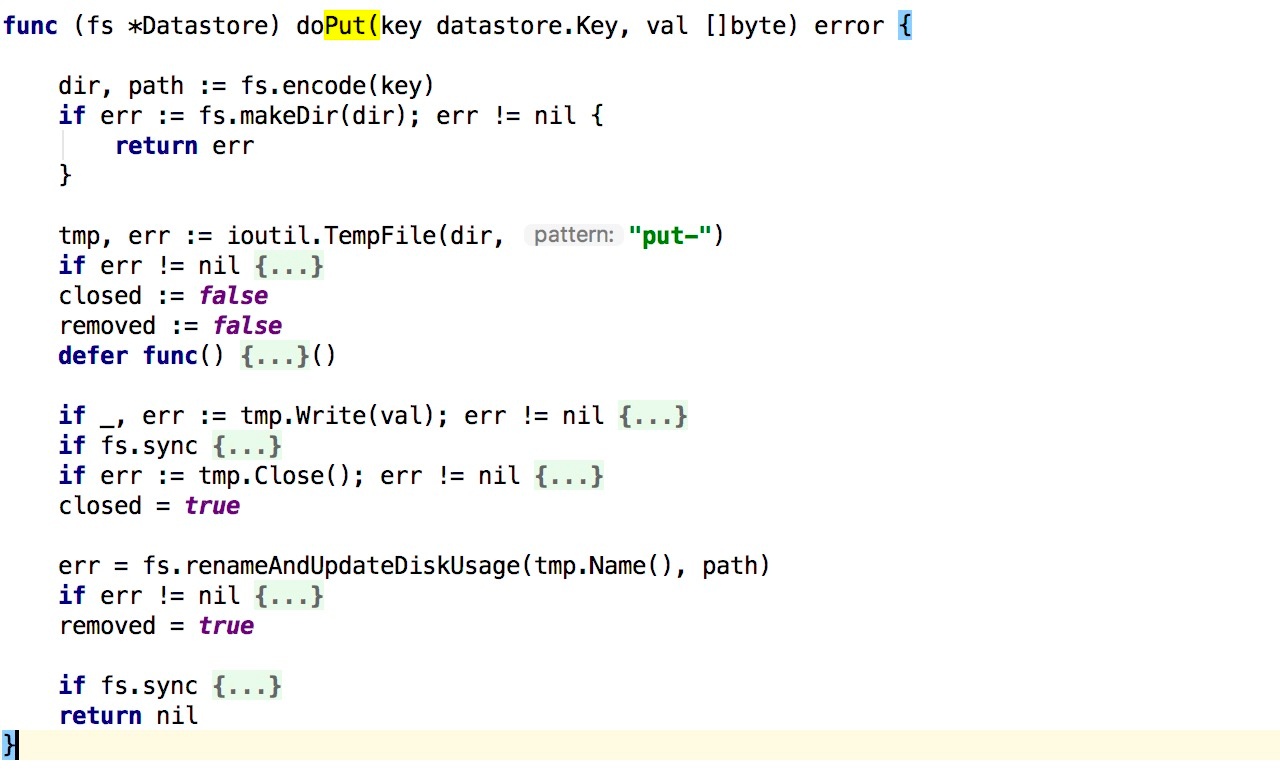 func (fs *Datastore) doPut(key datastore.Key, val []byte) error {
dir, path := fs.encode(key)
if err := fs.makeDir(dir); err != nil {
return err
}
tmp, err := ioutil.TempFile(dir, pattern: "put-")
if err != nil {...}
closed := false
removed := false
defer func() {...}()
if _, err := tmp.Write(val); err != nil {...}
if fs.sync {...}
if err := tmp.Close(); err != nil {...}
closed = true
err = fs.renameAndUpdateDiskUsage(tmp.Name(), path)
if err != nil {...}
removed = true
if fs.sync {...}
return nil
}